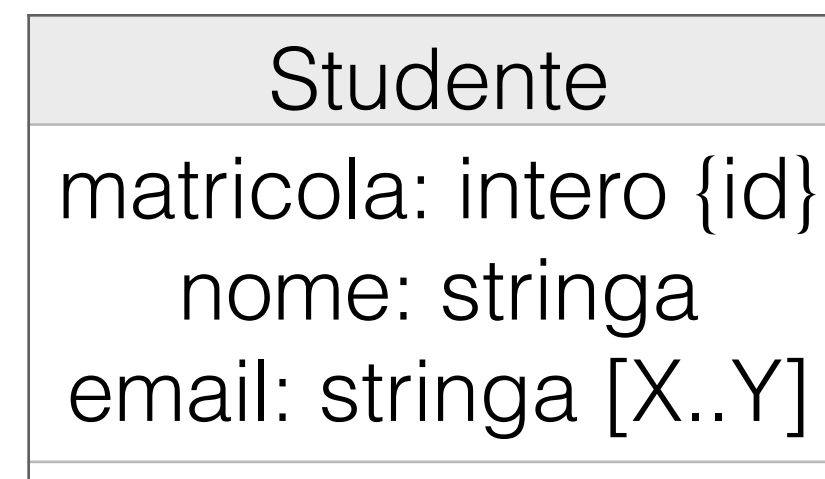 Studente
matricola: intero {id}
nome: stringa
email: stringa [X..Y]